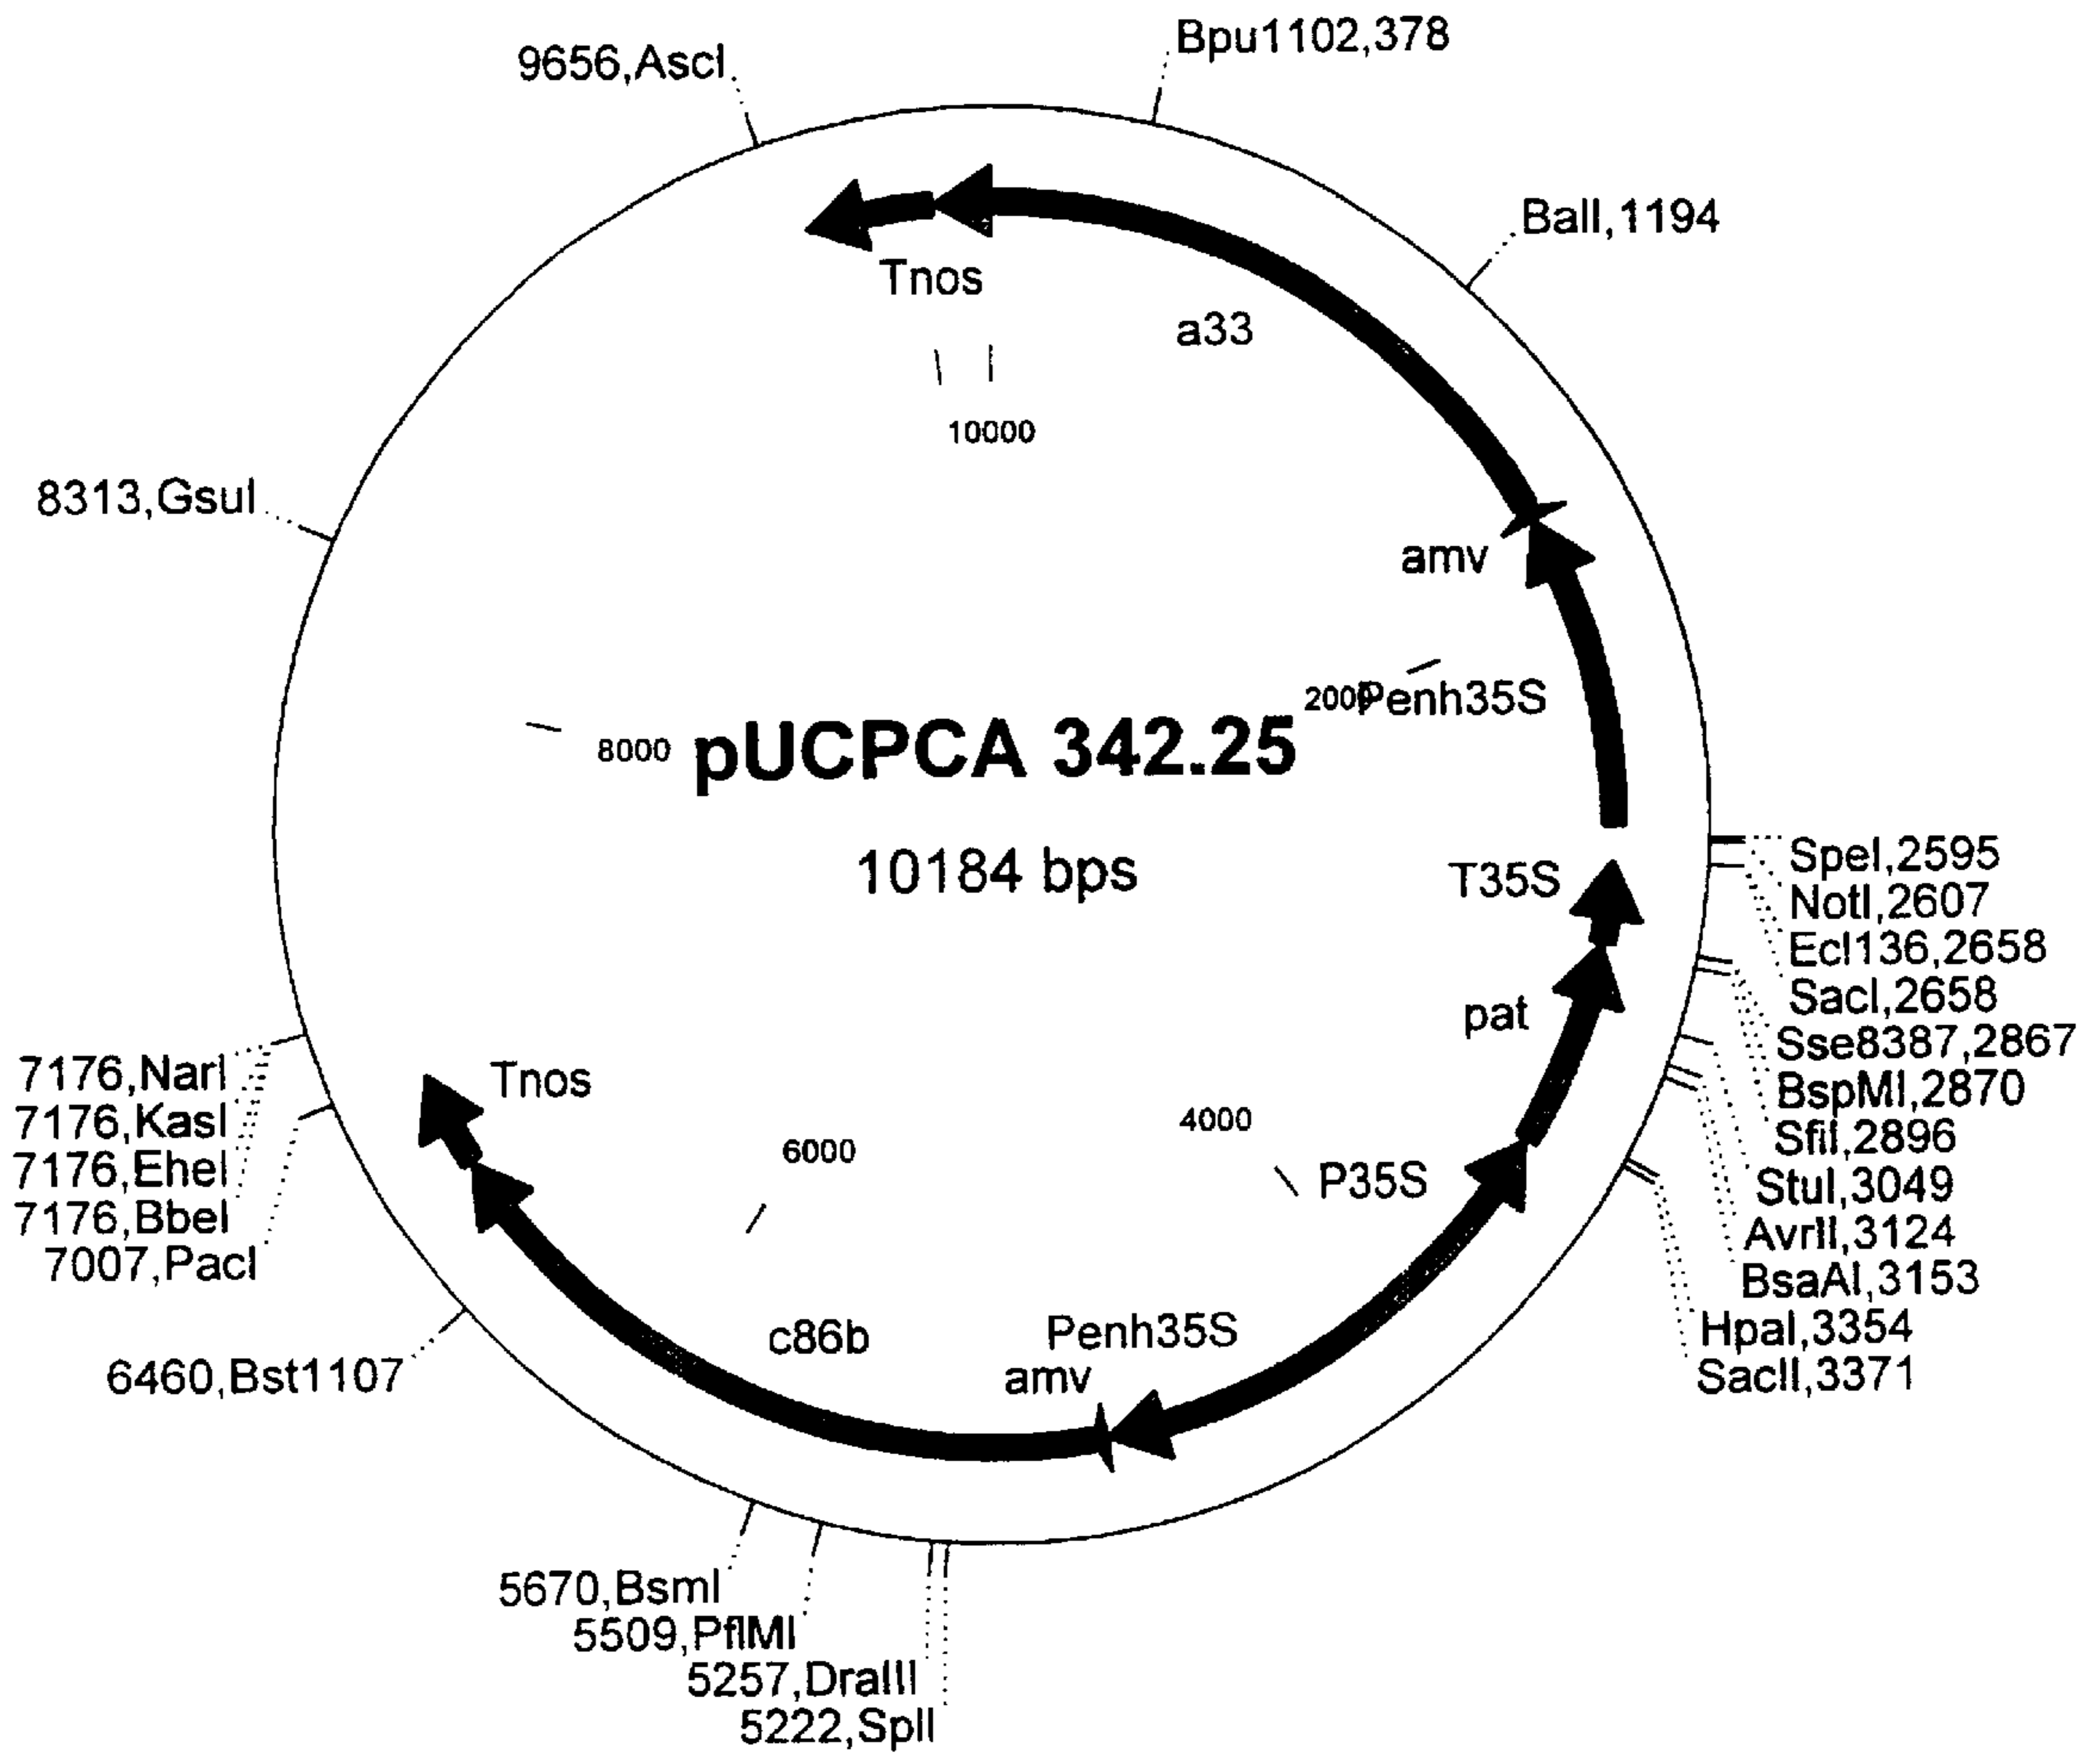 Bpu1102,378
9656,AscI
BalI,1194
Tnos
a33
10000
8313,GsuI
amv
2000
Penh35S
8000
pUCPCA 342.25
10184 bps
T35S
SpeI,2595
NotI,2607
Ecl136,2658
SacI,2658
pat
Sse8387,2867
BspMI,2870
SfiI,2896
StuI,3049
AvrII,3124
BsaAI,3153
HpaI,3354
SacII,3371
7176,NarI
7176,KasI
7176,EheI
7176,BbeI
7007,PacI
Tnos
4000
6000
P35S
Penh35S
c86b
amv
6460,Bst1107
5670,BsmI
5509,PflMI
5257,DraIII
5222,SplI